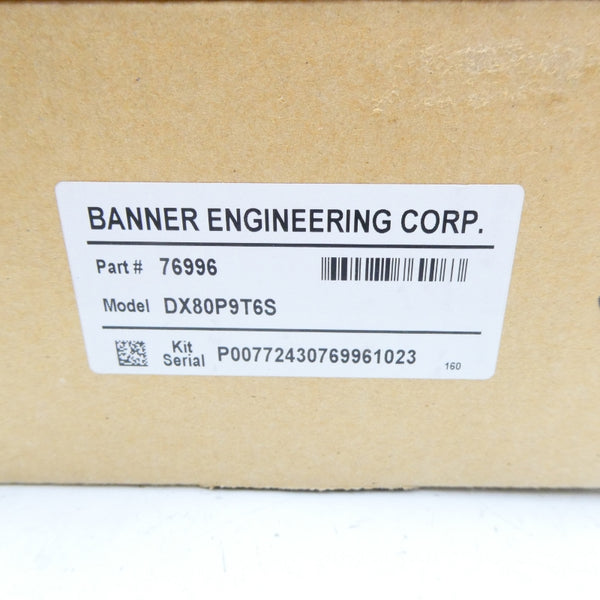 BANNER ENGINEERING CORP.
Part # 76996
Model DX80P9T6S
Kit Serial P00772430769961023
160